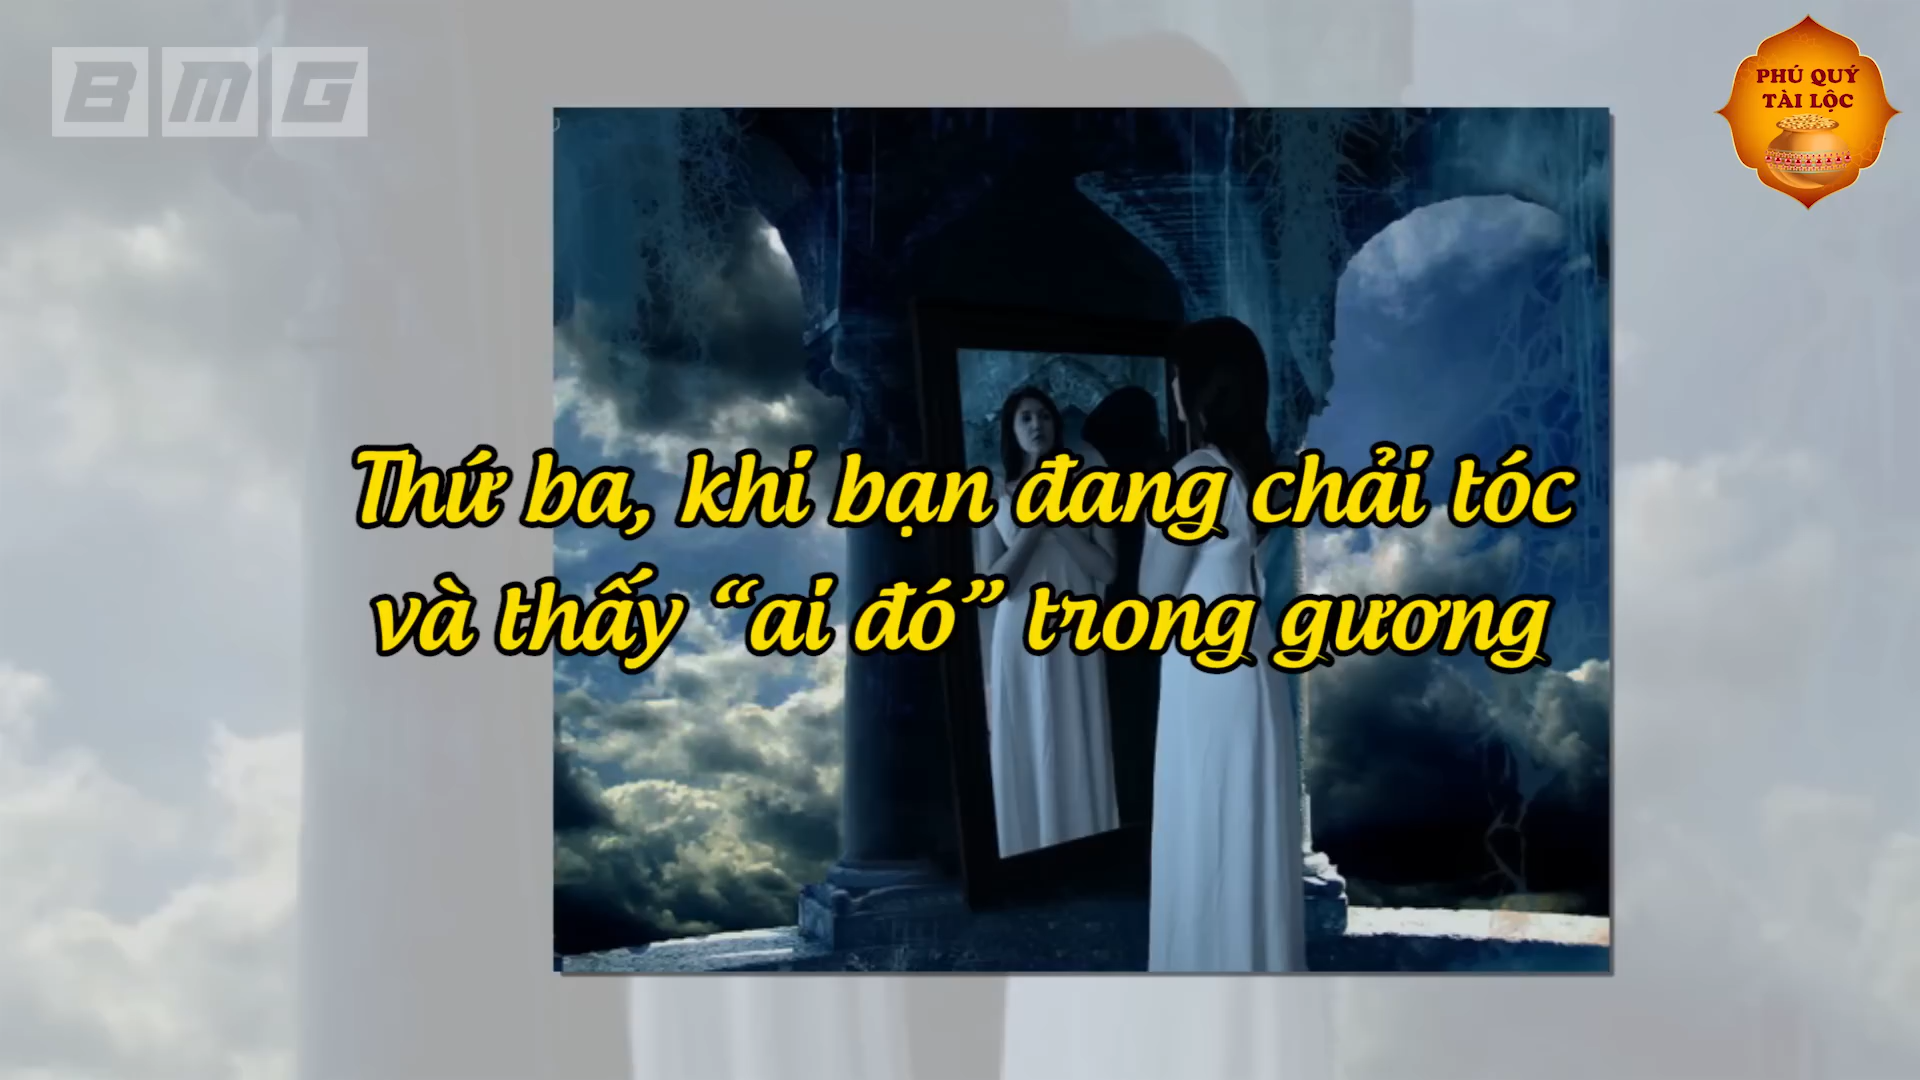 BMG
PHÚ QUÝ
TÀI LỘC
Thứ ba, khi bạn đang chải tóc
và thấy “ai đó” trong gương